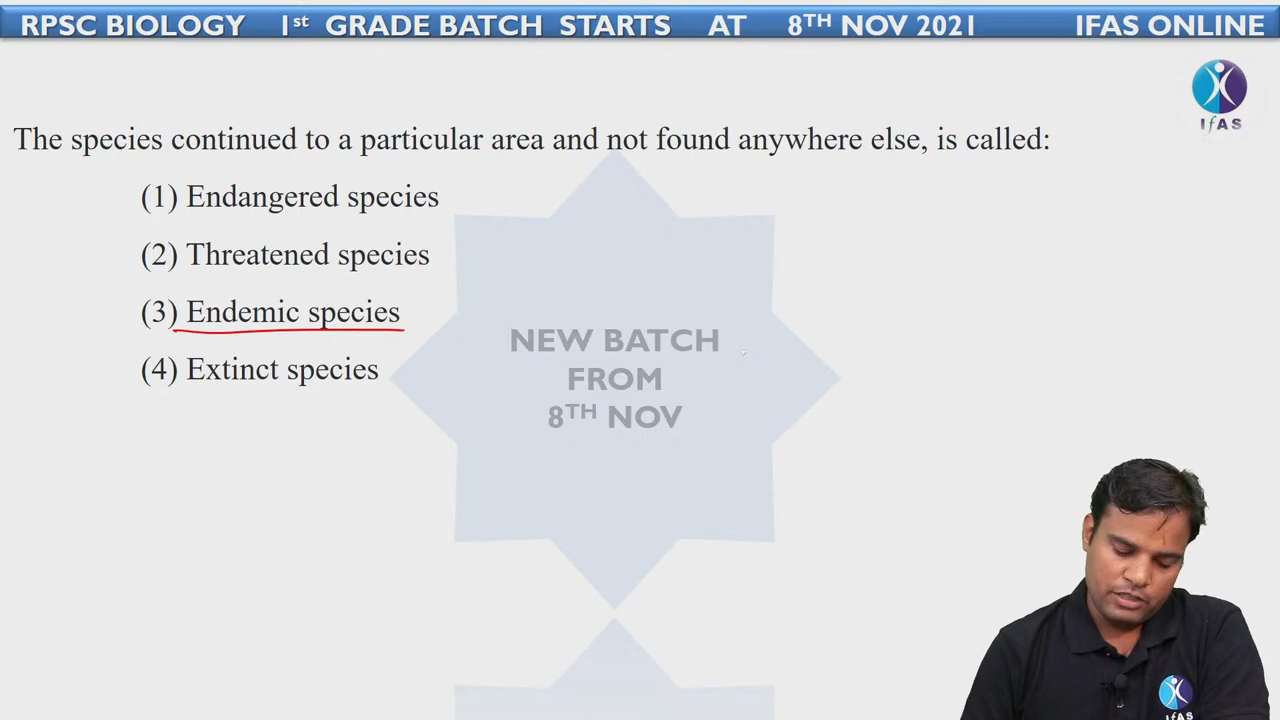 RPSC BIOLOGY 1st GRADE BATCH STARTS AT 8TH NOV 2021 IFAS ONLINE
IfAS
The species continued to a particular area and not found anywhere else, is called:
(1) Endangered species
(2) Threatened species
(3) Endemic species
(4) Extinct species
NEW BATCH
FROM
8TH NOV
IfAS